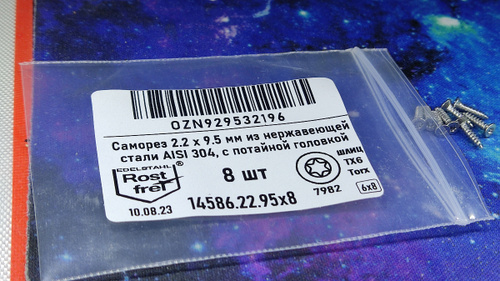 OZN929532196
Саморез 2.2 x 9.5 мм из нержавеющей
стали AISI 304, с потайной головкой
EDELSTAHL
Rost
frei
®
8 шт
шлиц
TX6
Torx
10.08.23
14586.22.95x8
7982
6x8